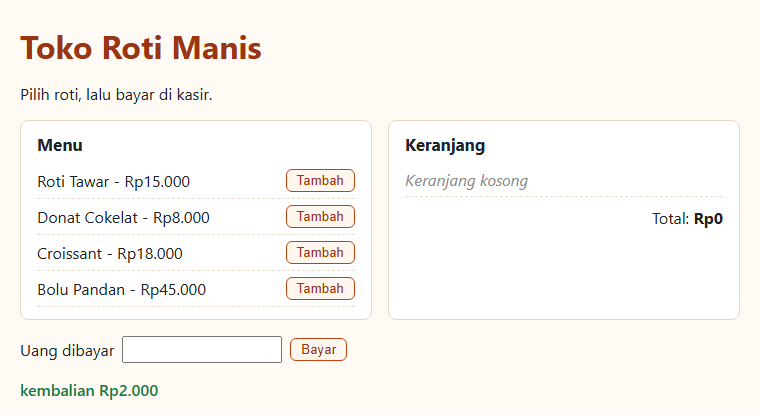 Toko Roti Manis
Pilih roti, lalu bayar di kasir.
Menu
Roti Tawar - Rp15.000 Tambah
Donat Cokelat - Rp8.000 Tambah
Croissant - Rp18.000 Tambah
Bolu Pandan - Rp45.000 Tambah
Keranjang
Keranjang kosong
Total: Rp0
Uang dibayar Bayar
kembalian Rp2.000